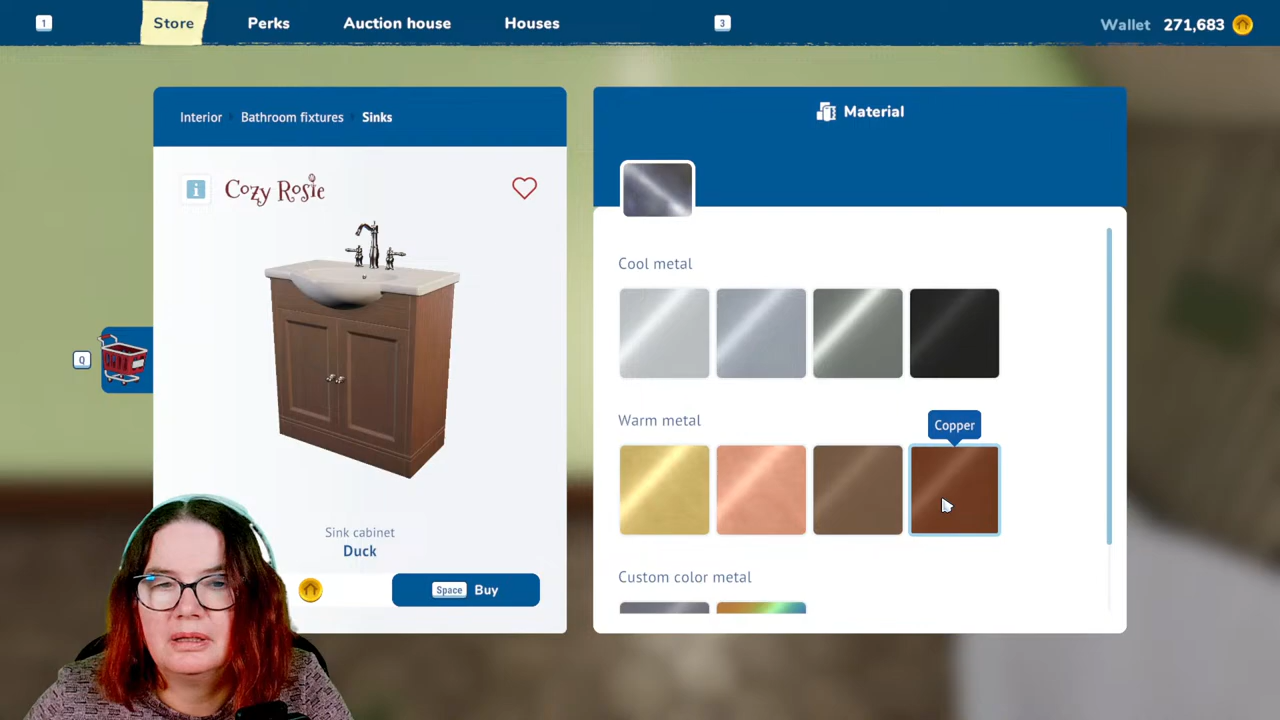 1
Store
Perks
Auction house
Houses
3
Wallet 271,683
Interior
Bathroom fixtures
Sinks
Material
i
Cozy Rosie
Cool metal
Q
Warm metal
Copper
Sink cabinet
Duck
Custom color metal
Space Buy